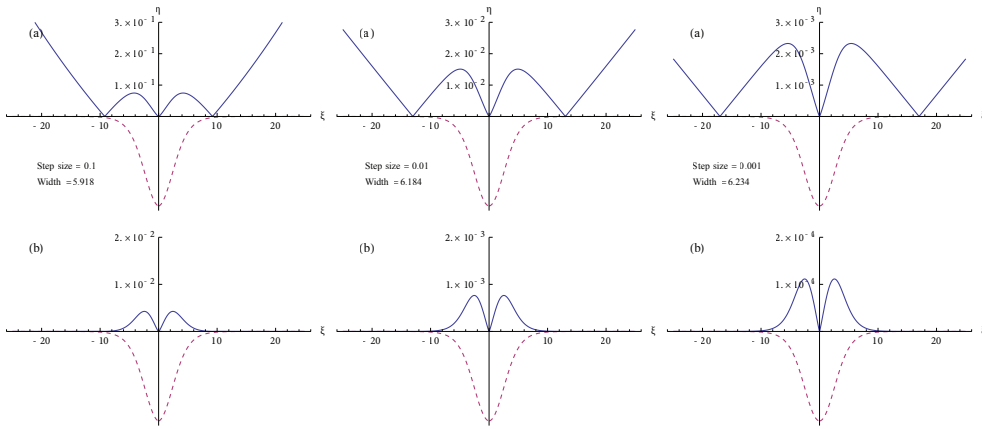 η η η
(a) 3. × 10^-1 (a) 3. × 10^-2 (a) 3. × 10^-3
2. × 10^-1 2. × 10^-2 2. × 10^-3
1. × 10^-1 1. × 10^-2 1. × 10^-3
- 20 - 10 10 20 ξ - 20 - 10 10 20 ξ - 20 - 10 10 20
Step size = 0.1 Step size = 0.01 Step size = 0.001
Width =5.918 Width =6.184 Width =6.234
(b) 2. × 10^-2 (b) 2. × 10^-3 (b) 2. × 10^-4
1. × 10^-2 1. × 10^-3 1. × 10^-4
- 20 - 10 10 20 ξ - 20 - 10 10 20 ξ - 20 - 10 10 20